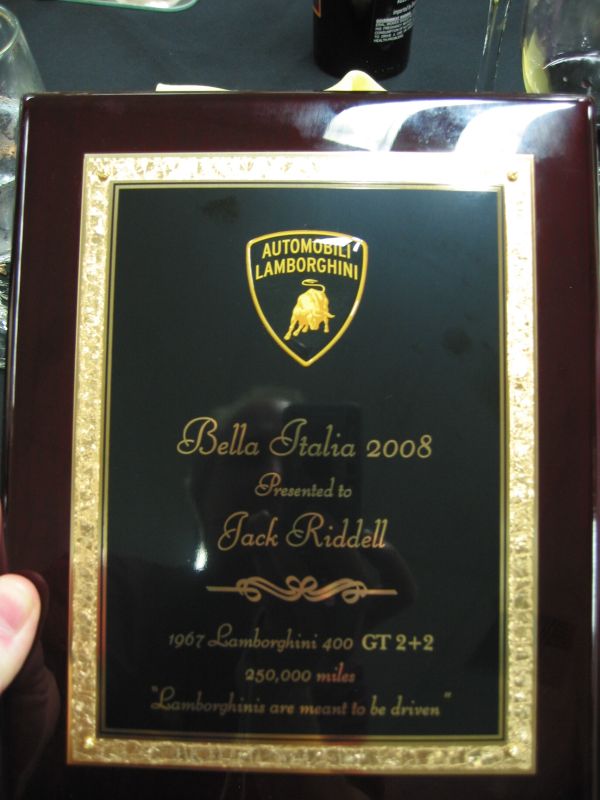 AUTOMOBILI
LAMBORGHINI
Bella Italia 2008
Presented to
Jack Riddell
1967 Lamborghini 400 GT 2+2
250,000 miles
"Lamborghinis are meant to be driven"